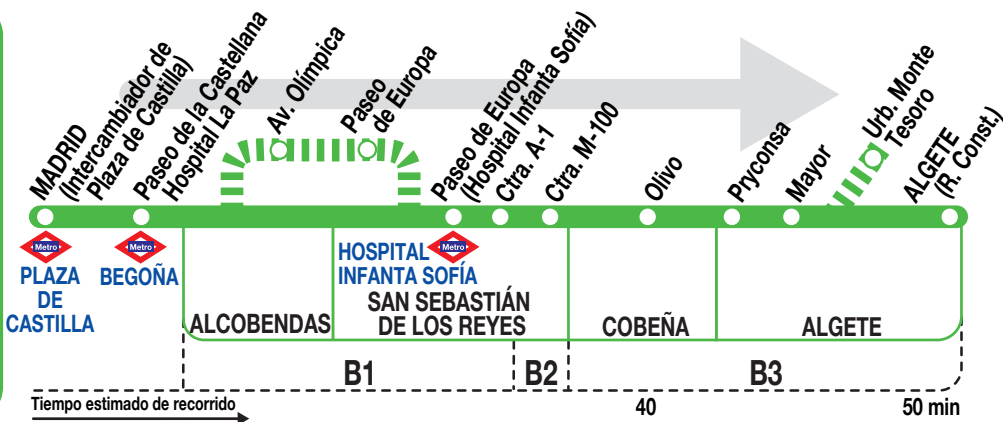 MADRID
(Intercambiador de
Plaza de Castilla)
Paseo de la Castellana
Hospital La Paz
Av. Olímpica
Paseo
de Europa
Paseo de Europa
(Hospital Infanta Sofía)
Ctra. A-1
Ctra. M-100
Olivo
Pryconsa
Mayor
Urb. Monte
Tesoro
ALGETE
(R. Const.)
Metro
PLAZA
DE
CASTILLA
Metro
BEGOÑA
Metro
HOSPITAL
INFANTA SOFÍA
ALCOBENDAS
SAN SEBASTIÁN
DE LOS REYES
COBEÑA
ALGETE
B1
B2
B3
Tiempo estimado de recorrido
40
50 min